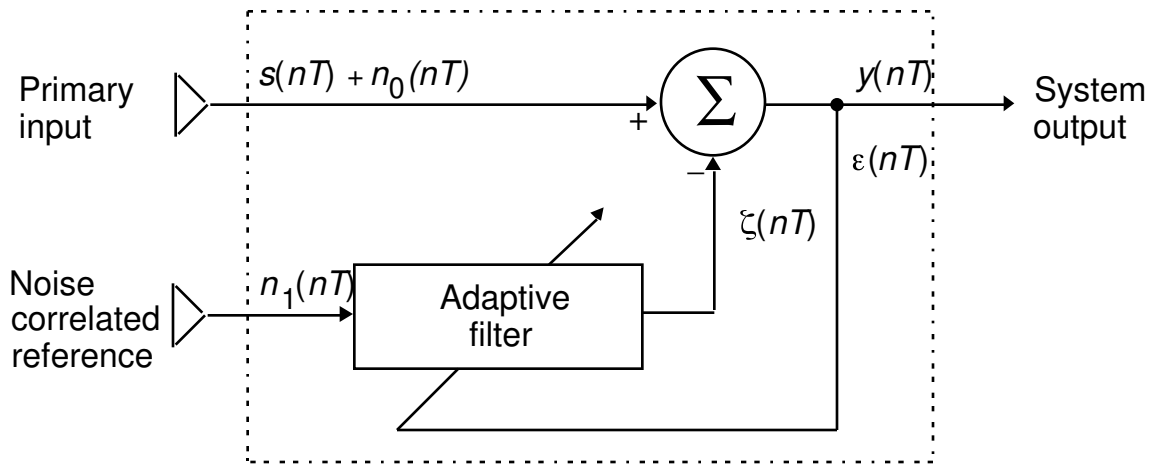 Primary
input
s(nT) + n₀(nT)
+
Σ
y(nT)
System
output
−
ε(nT)
ζ(nT)
Noise
correlated
reference
n₁(nT)
Adaptive
filter